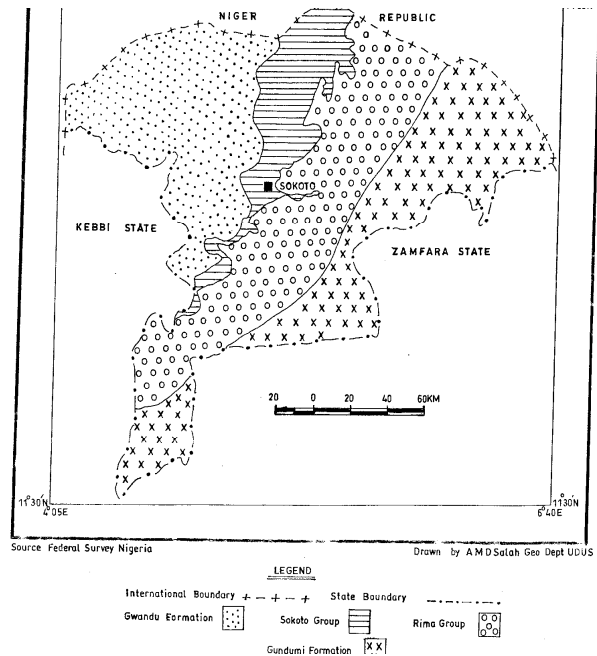 NIGER REPUBLIC
SOKOTO
KEBBI STATE
ZAMFARA STATE
20 0 20 40 60KM
11°30'N 11°30'N
4°05E 6°40E
Source Federal Survey Nigeria Drawn by A M D Salah Geo Dept UDUS
LEGEND
International Boundary State Boundary
Gwandu Eormation Sokoto Group Rima Group
Gundumi Formation